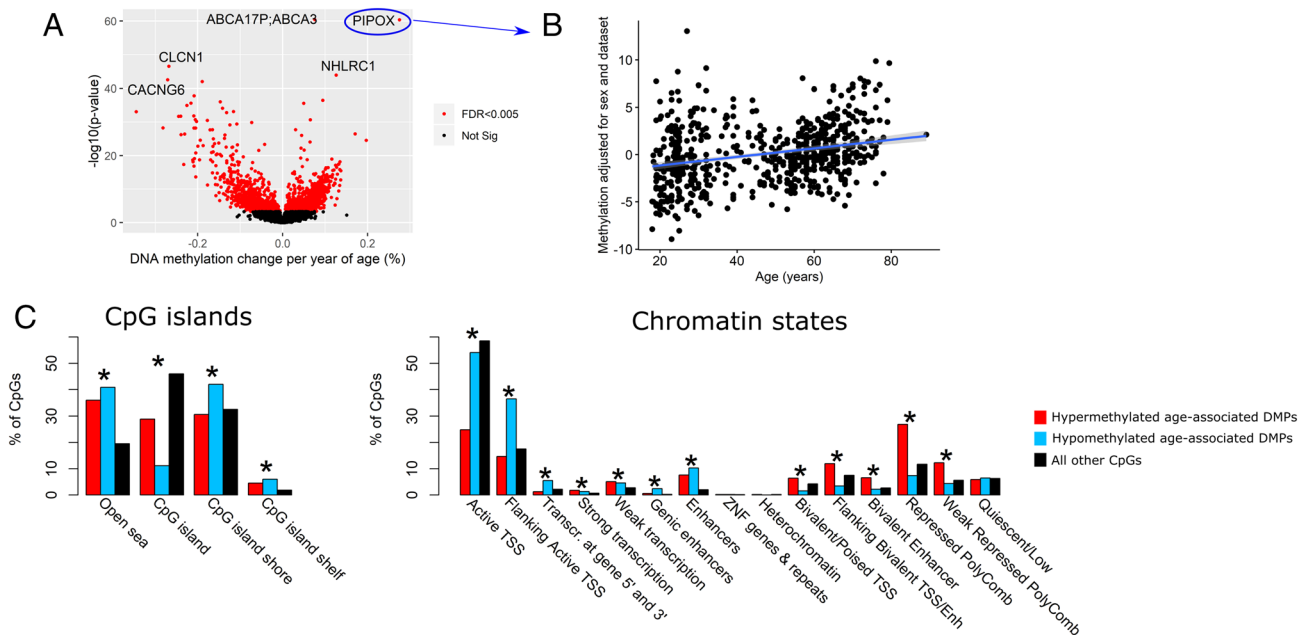 A
60
40
20
0
-log10(p-value)
ABCA17P;ABCA3
PIPOX
CLCN1
NHLRC1
CACNG6
-0.2
0.0
0.2
DNA methylation change per year of age (%)
FDR<0.005
Not Sig
B
10
5
0
-5
-10
Methylation adjusted for sex and dataset
20
40
60
80
Age (years)
C
CpG islands
50
30
10
0
% of CpGs
*
*
*
*
Open sea
CpG island
CpG island shore
CpG island shelf
Chromatin states
50
30
10
0
% of CpGs
*
*
*
*
*
*
*
*
*
*
*
*
Active TSS
Flanking Active TSS
Transcr. at gene 5' and 3'
Strong transcription
Weak transcription
Genic enhancers
Enhancers
ZNF genes & repeats
Heterochromatin
Bivalent/Poised TSS
Flanking Bivalent TSS/Enh
Bivalent Enhancer
Repressed PolyComb
Weak Repressed PolyComb
Quiescent/Low
Hypermethylated age-associated DMPs
Hypomethylated age-associated DMPs
All other CpGs